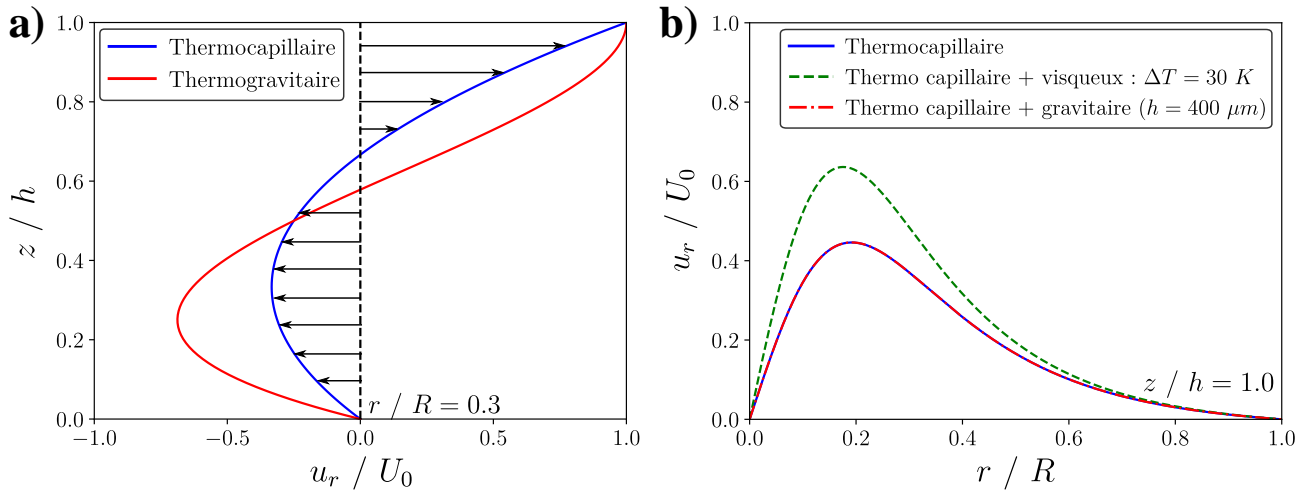 a)
Thermocapillaire
Thermogravitaire
z / h
1.0
0.8
0.6
0.4
0.2
0.0
r / R = 0.3
−1.0 −0.5 0.0 0.5 1.0
u_r / U_0
b)
Thermocapillaire
Thermo capillaire + visqueux : ΔT = 30 K
Thermo capillaire + gravitaire (h = 400 μm)
u_r / U_0
1.0
0.8
0.6
0.4
0.2
0.0
z / h = 1.0
0.0 0.2 0.4 0.6 0.8 1.0
r / R